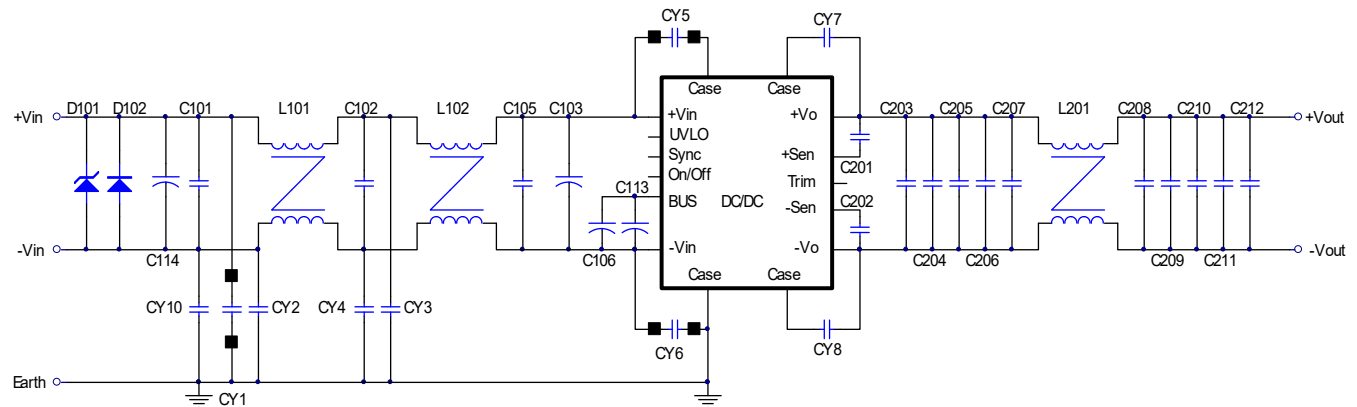 CY5 CY7
Case Case
D101 D102 C101 L101 C102 L102 C105 C103 +Vin +Vo C203 C205 C207 L201 C208 C210 C212
+Vin +Vout
UVLO
Sync +Sen C201
On/Off Trim
C113 BUS DC/DC -Sen C202
-Vin C114 C106 -Vin -Vo C204 C206 C209 C211 -Vout
Case Case
CY10 CY2 CY4 CY3
CY6 CY8
Earth CY1